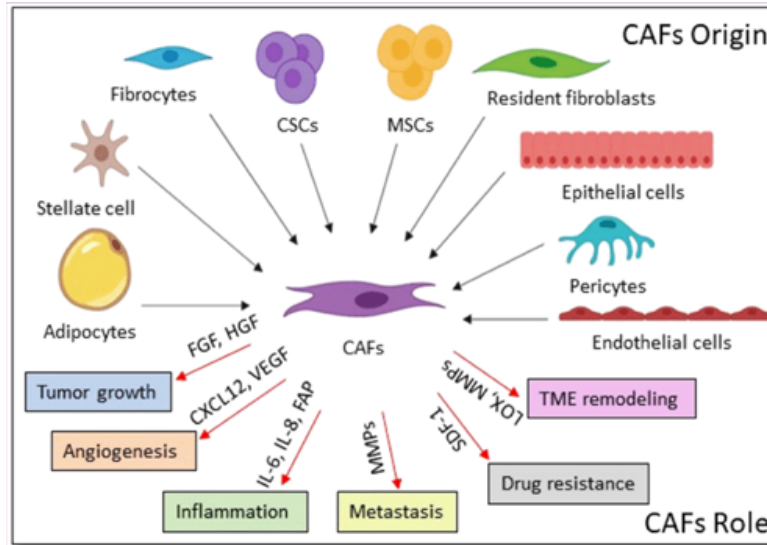 CAFs Origin
Fibrocytes
CSCs
MSCs
Resident fibroblasts
Stellate cell
Epithelial cells
Adipocytes
Pericytes
Endothelial cells
CAFs
FGF, HGF
Tumor growth
CXCL12, VEGF
Angiogenesis
IL-6, IL-8, FAP
Inflammation
MMPs
Metastasis
SDF-1
Drug resistance
LOX, MMPs
TME remodeling
CAFs Role